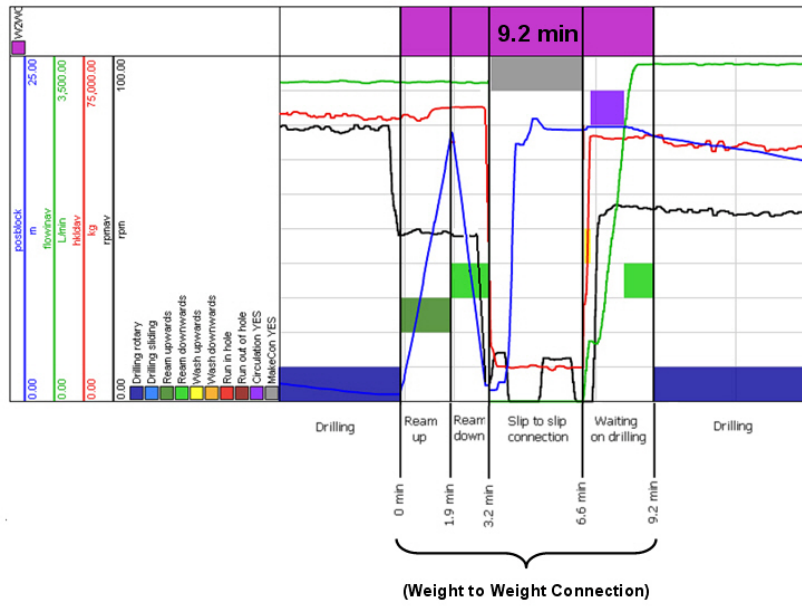 W2WC
9.2 min
25.00
3,500.00
75,000.00
100.00
posblock
m
flowinav
L/min
hkldav
kg
rpmav
rpm
0.00
0.00
0.00
0.00
Drilling rotary
Drilling sliding
Ream upwards
Ream downwards
Wash upwards
Wash downwards
Run in hole
Run out of hole
Circulation YES
MakeCon YES
Drilling
Ream
up
Ream
down
Slip to slip
connection
Waiting
on drilling
Drilling
0 min
1.9 min
3.2 min
6.6 min
9.2 min
(Weight to Weight Connection)